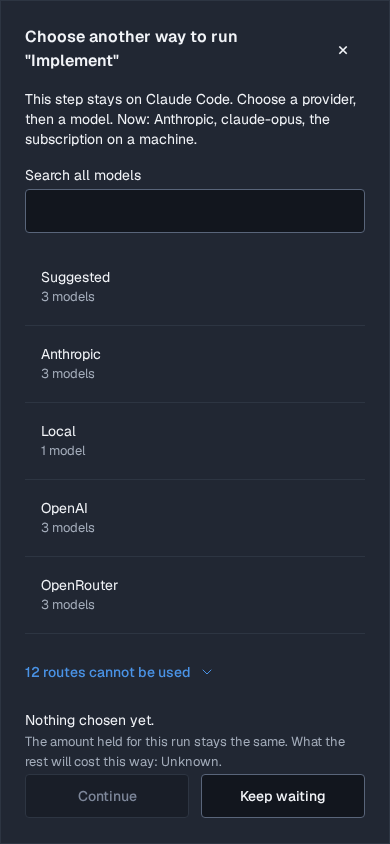 Choose another way to run
"Implement"
This step stays on Claude Code. Choose a provider,
then a model. Now: Anthropic, claude-opus, the
subscription on a machine.
Search all models
Suggested
3 models
Anthropic
3 models
Local
1 model
OpenAI
3 models
OpenRouter
3 models
12 routes cannot be used
Nothing chosen yet.
The amount held for this run stays the same. What the
rest will cost this way: Unknown.
Continue
Keep waiting